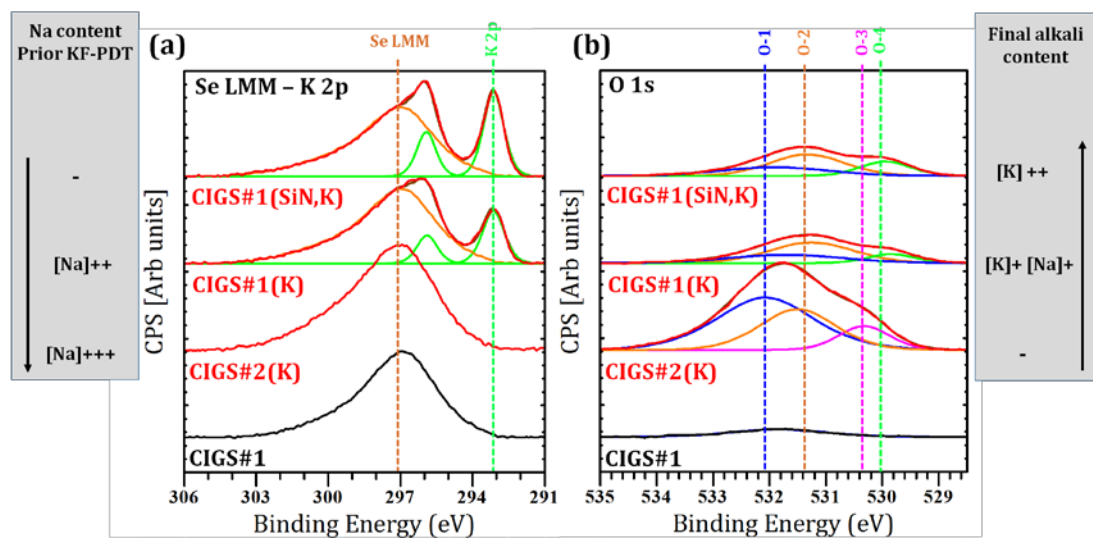 Na content
Prior KF-PDT
-
[Na]++
[Na]+++
(a)
Se LMM
K 2p
Se LMM – K 2p
CIGS#1(SiN,K)
CIGS#1(K)
CIGS#2(K)
CIGS#1
CPS [Arb units]
306 303 300 297 294 291
Binding Energy (eV)
(b)
O-1
O-2
O-3
O-4
O 1s
CIGS#1(SiN,K)
CIGS#1(K)
CIGS#2(K)
CIGS#1
CPS [Arb units]
535 534 533 532 531 530 529
Binding Energy (eV)
Final alkali
content
[K] ++
[K]+ [Na]+
-